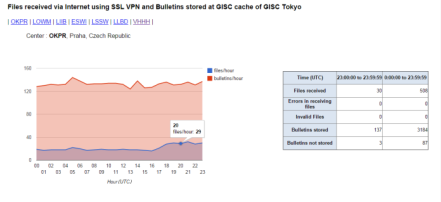 Files received via Internet using SSL VPN and Bulletins stored at GISC cache of GISC Tokyo
| OKPR | LOWM | LIIB | ESWI | LSSW | LLBD | VHHH |
Center : OKPR, Praha, Czech Republic
files/hour
bulletins/hour
160
120
80
40
0
20
files/hour: 29
00 02 04 06 08 10 12 14 16 18 20 22
01 03 05 07 09 11 13 15 17 19 21 23
Hour(UTC)
Time (UTC) 23:00:00 to 23:59:59 0:00:00 to 23:59:59
Files received 30 508
Errors in receiving files 0 0
Invalid Files 0 0
Bulletins stored 137 3184
Bulletins not stored 3 87